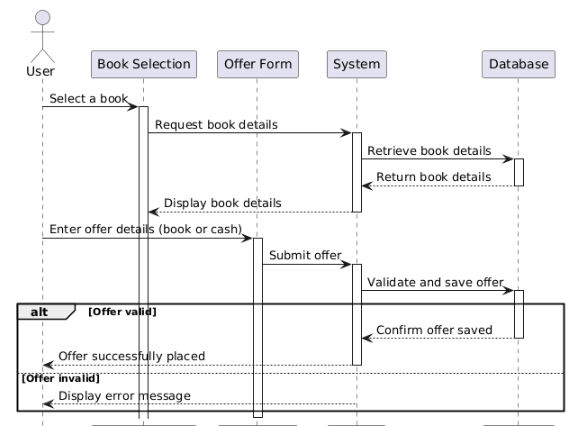 User
Book Selection
Offer Form
System
Database
Select a book
Request book details
Retrieve book details
Return book details
Display book details
Enter offer details (book or cash)
Submit offer
Validate and save offer
alt
[Offer valid]
Confirm offer saved
Offer successfully placed
[Offer invalid]
Display error message